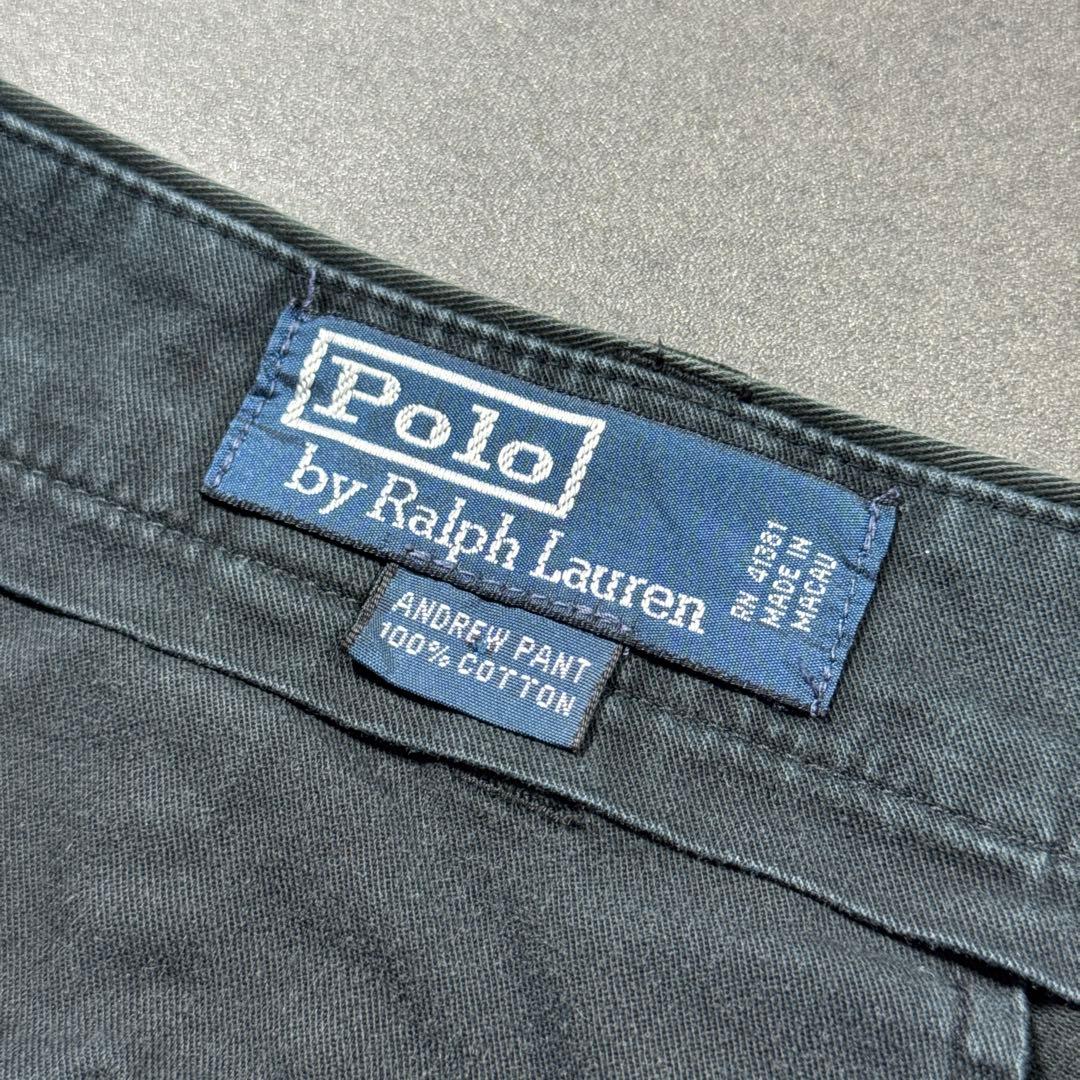 Polo
by Ralph Lauren
RN 41381
MADE IN
MACAU
ANDREW PANT
100% COTTON